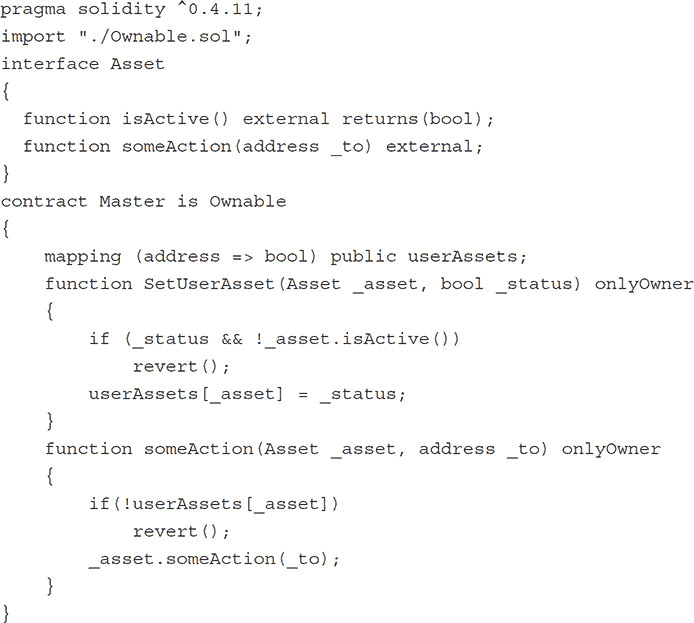 pragma solidity ^0.4.11;
import "./Ownable.sol";
interface Asset
{
  function isActive() external returns(bool);
  function someAction(address _to) external;
}
contract Master is Ownable
{
    mapping (address => bool) public userAssets;
    function SetUserAsset(Asset _asset, bool _status) onlyOwner
    {
        if (_status && !_asset.isActive())
            revert();
        userAssets[_asset] = _status;
    }
    function someAction(Asset _asset, address _to) onlyOwner
    {
        if(!userAssets[_asset])
            revert();
        _asset.someAction(_to);
    }
}